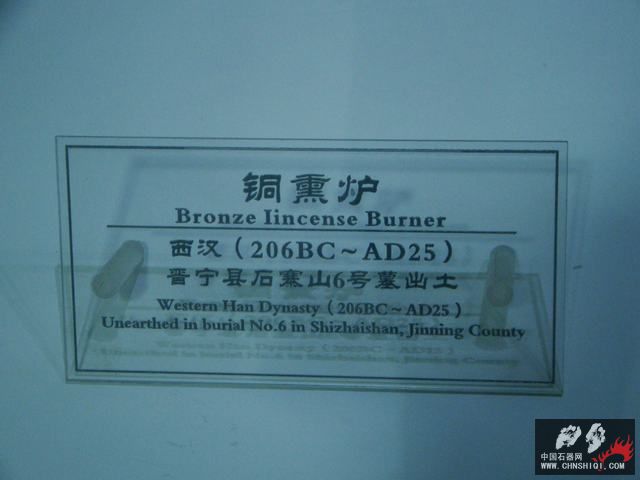 铜熏炉
Bronze Iincense Burner
西汉（206BC～AD25）
晋宁县石寨山6号墓出土
Western Han Dysasty（206BC～AD25）
Unearthed in burial No.6 in Shizhaishan, Jinning County
中国石器网
WWW.CHNSHIQI.COM